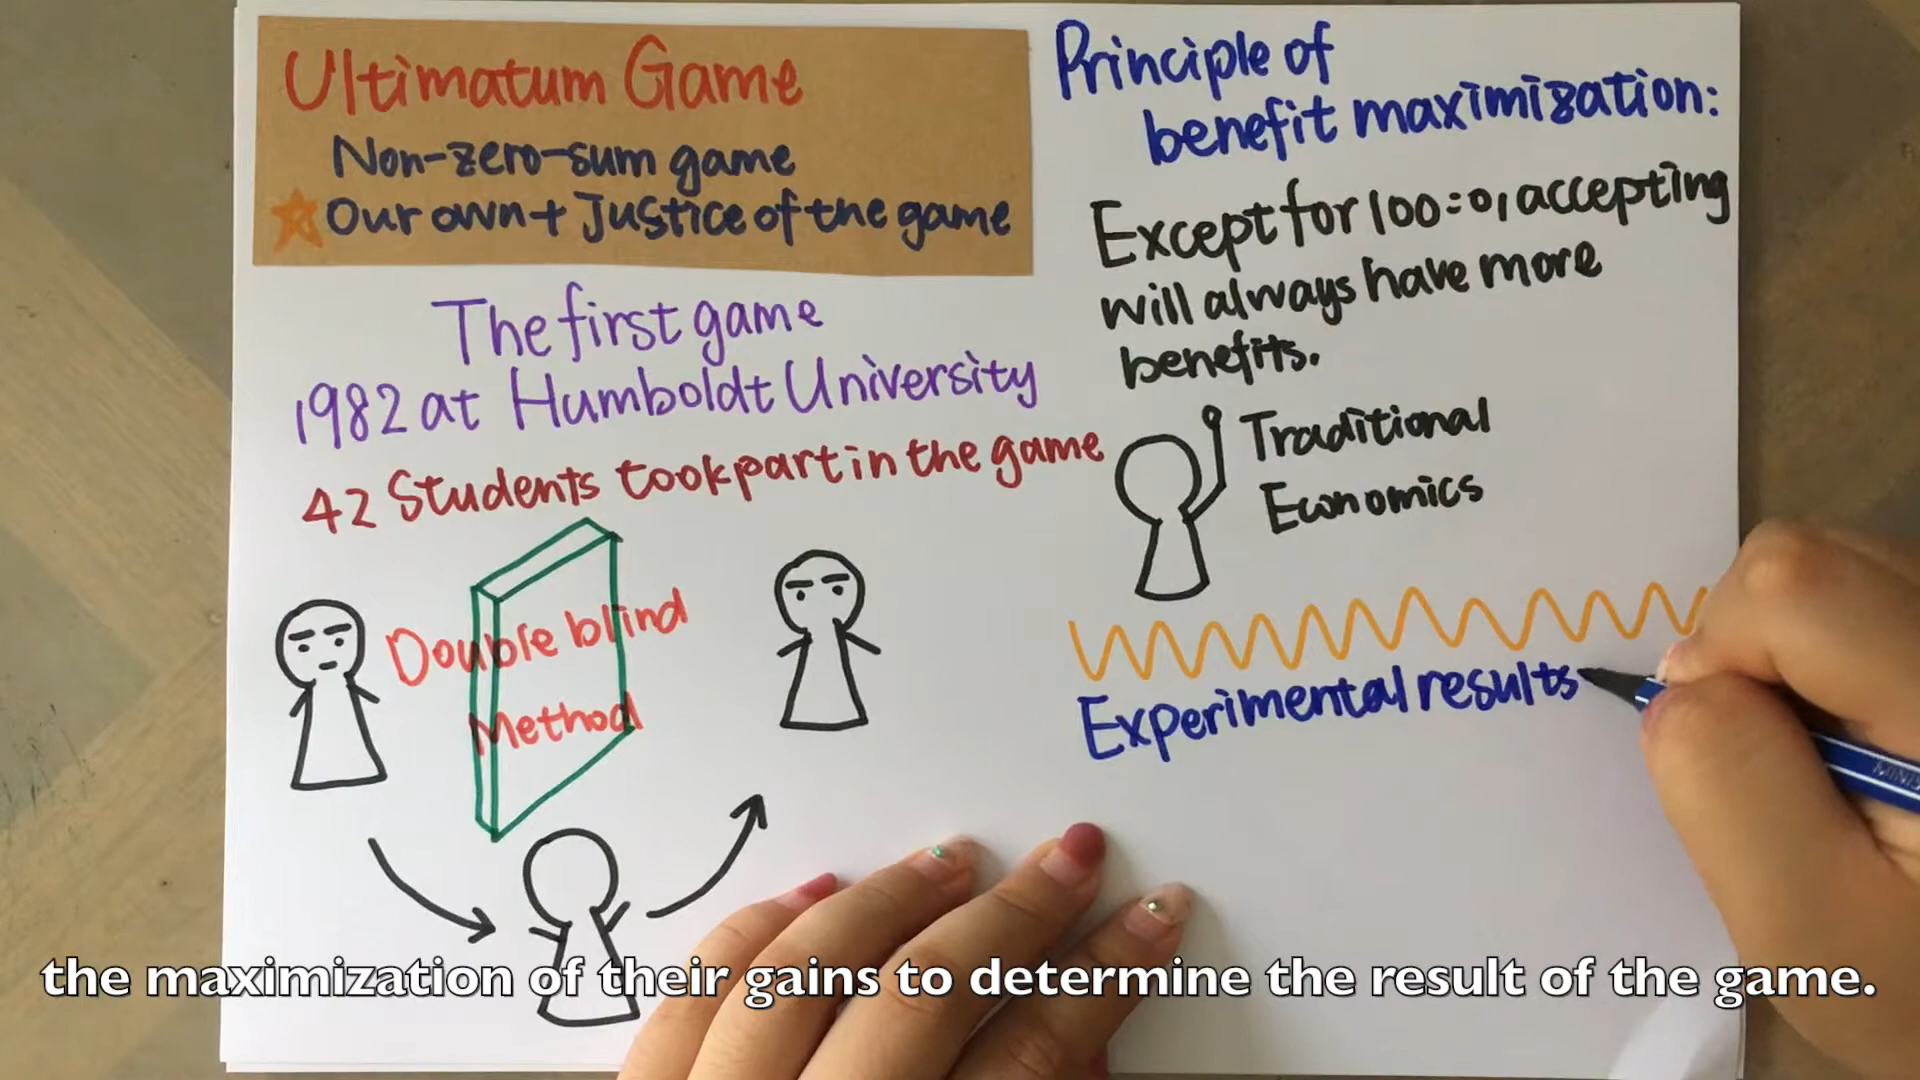 Ultimatum Game
Non-zero-sum game
Our own + Justice of the game
The first game
1982 at Humboldt University
42 Students took part in the game
Double blind
Method
Principle of
benefit maximization:
Except for 100:0, accepting
will always have more
benefits.
Traditional
Economics
Experimental results
the maximization of their gains to determine the result of the game.